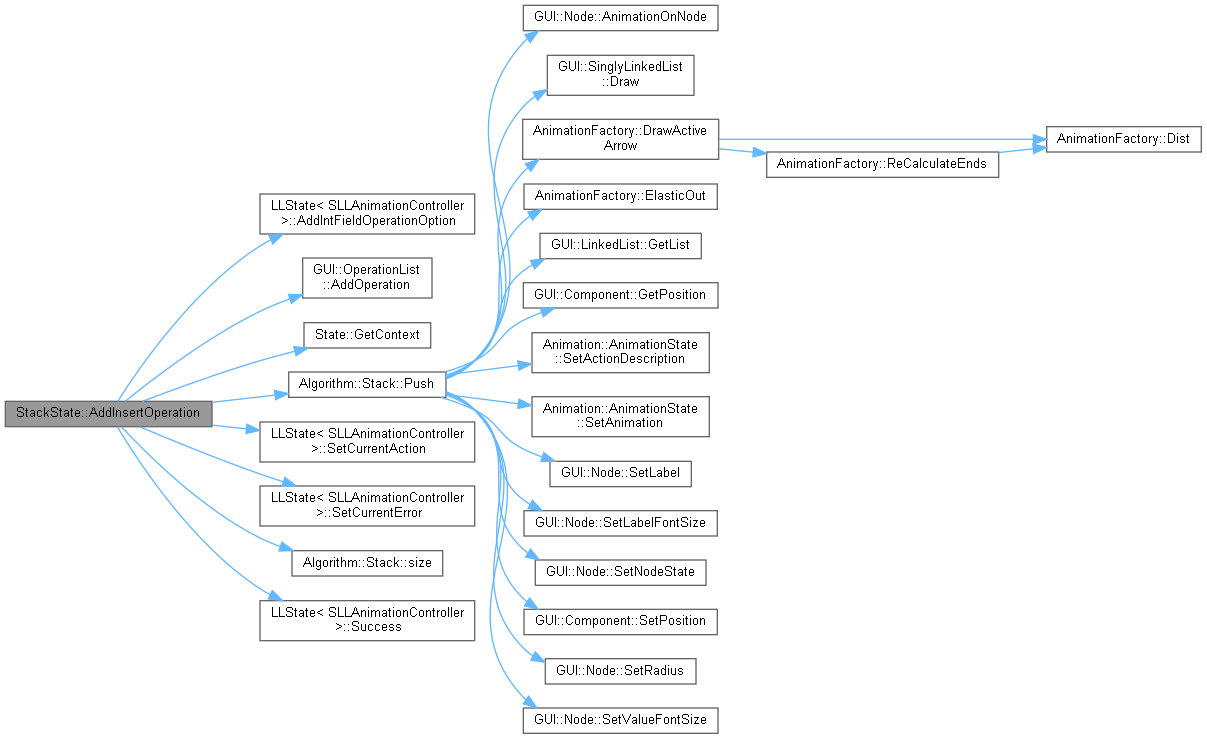 StackState::AddInsertOperation
LLState< SLLAnimationController
>::AddIntFieldOperationOption
GUI::OperationList
::AddOperation
State::GetContext
Algorithm::Stack::Push
LLState< SLLAnimationController
>::SetCurrentAction
LLState< SLLAnimationController
>::SetCurrentError
Algorithm::Stack::size
LLState< SLLAnimationController
>::Success
GUI::Node::AnimationOnNode
GUI::SinglyLinkedList
::Draw
AnimationFactory::DrawActive
Arrow
AnimationFactory::ElasticOut
GUI::LinkedList::GetList
GUI::Component::GetPosition
Animation::AnimationState
::SetActionDescription
Animation::AnimationState
::SetAnimation
GUI::Node::SetLabel
GUI::Node::SetLabelFontSize
GUI::Node::SetNodeState
GUI::Component::SetPosition
GUI::Node::SetRadius
GUI::Node::SetValueFontSize
AnimationFactory::ReCalculateEnds
AnimationFactory::Dist